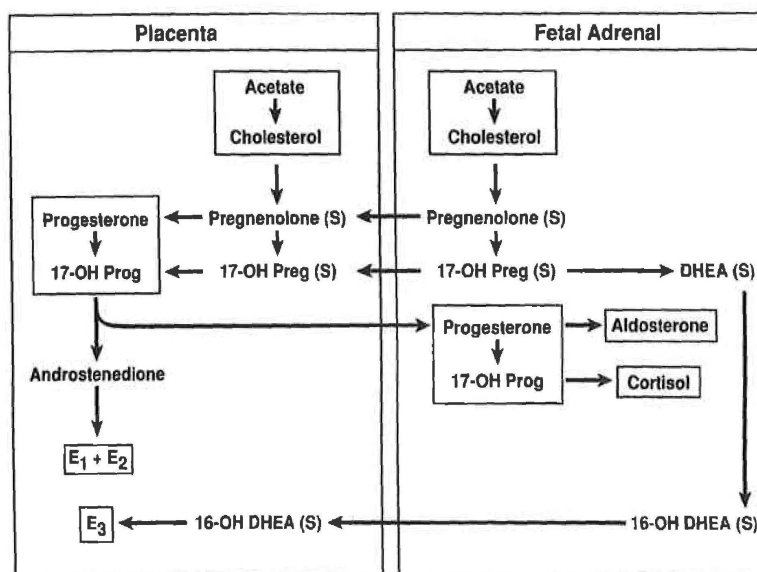 Placenta
Fetal Adrenal
Acetate
Cholesterol
Acetate
Cholesterol
Progesterone
Pregnenolone (S)
Pregnenolone (S)
17-OH Prog
17-OH Preg (S)
17-OH Preg (S)
DHEA (S)
Progesterone
Aldosterone
17-OH Prog
Cortisol
Androstenedione
E₁ + E₂
E₃
16-OH DHEA (S)
16-OH DHEA (S)